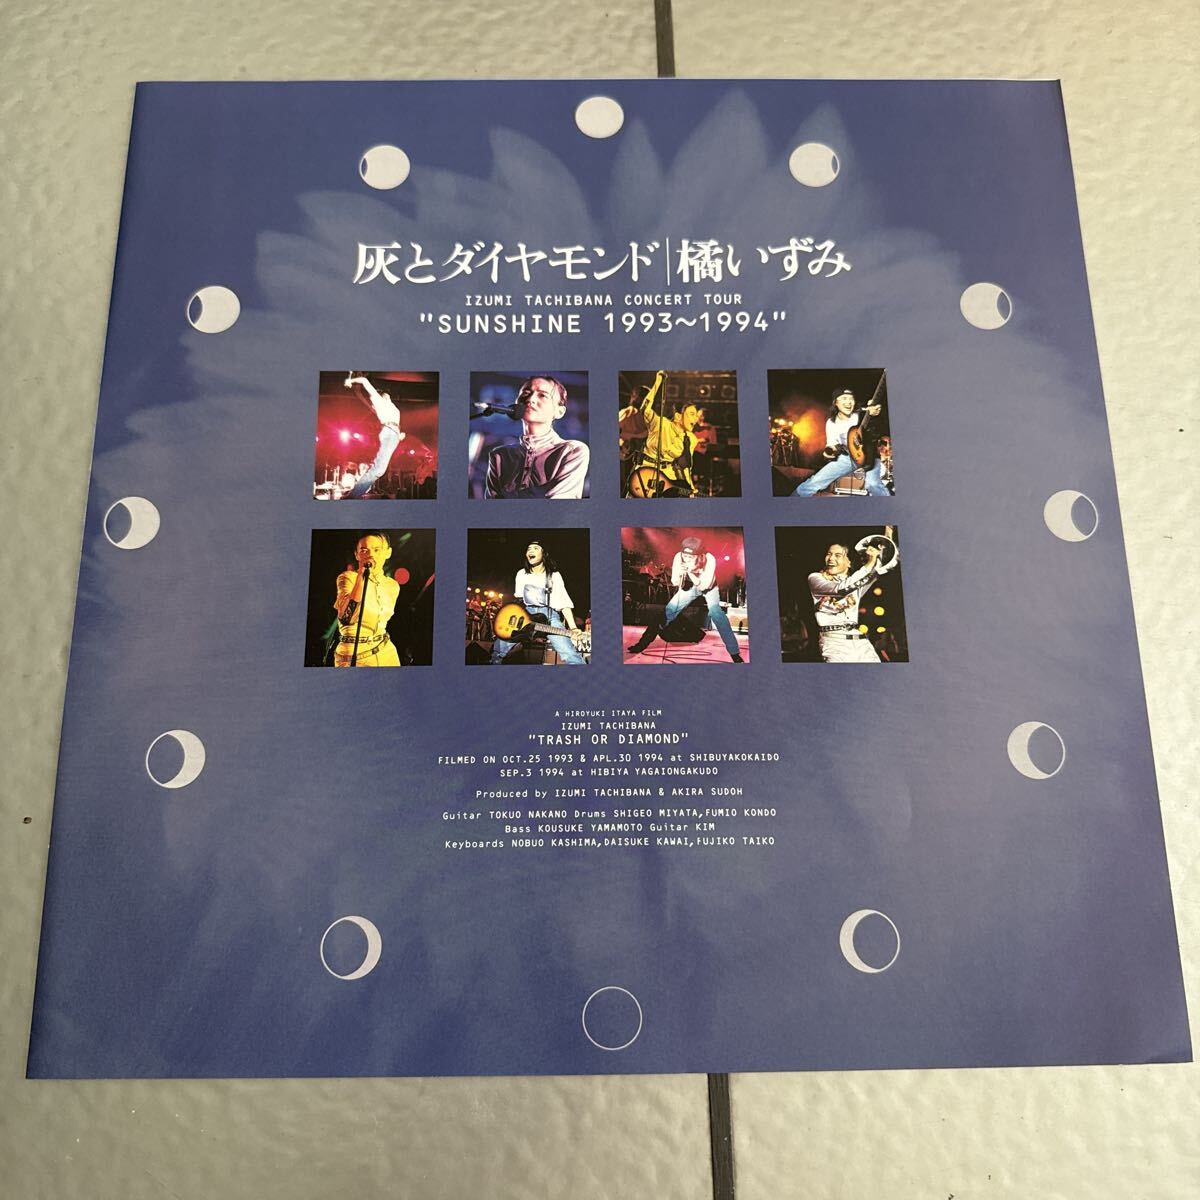 灰とダイヤモンド|橘いずみ
IZUMI TACHIBANA CONCERT TOUR
"SUNSHINE 1993~1994"
A HIROYUKI ITAYA FILM
IZUMI TACHIBANA
"TRASH OR DIAMOND"
FILMED ON OCT.25 1993 & APL.30 1994 at SHIBUYAKOKAIDO
SEP.3 1994 at HIBIYA YAGAIONGAKUDO
Produced by IZUMI TACHIBANA & AKIRA SUDOH
Guitar TOKUO NAKANO Drums SHIGEO MIYATA,FUMIO KONDO
Bass KOUSUKE YAMAMOTO Guitar KIM
Keyboards NOBUO KASHIMA,DAISUKE KAWAI,FUJIKO TAIKO